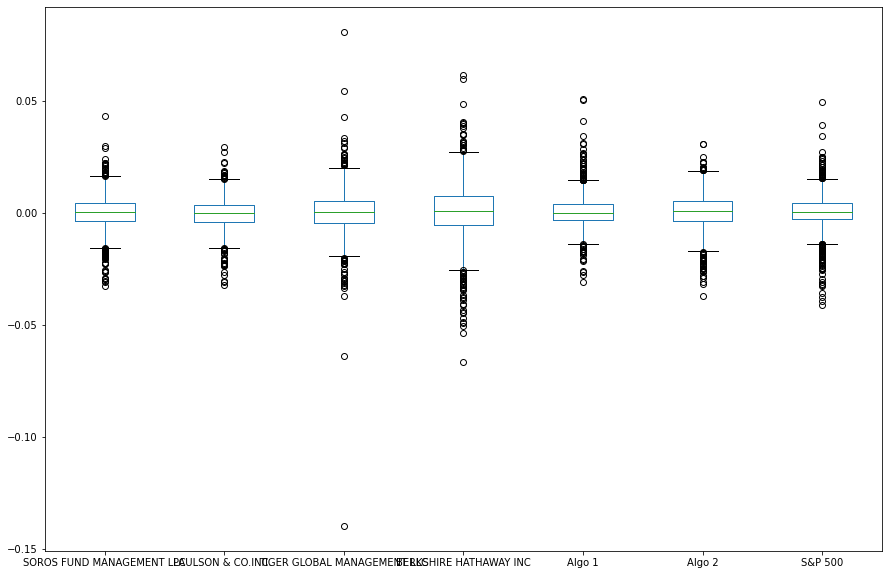 0.05
0.00
−0.05
−0.10
−0.15
SOROS FUND MANAGEMENT LLC
PAULSON & CO.INC.
TIGER GLOBAL MANAGEMENT LLC
BERKSHIRE HATHAWAY INC
Algo 1
Algo 2
S&P 500